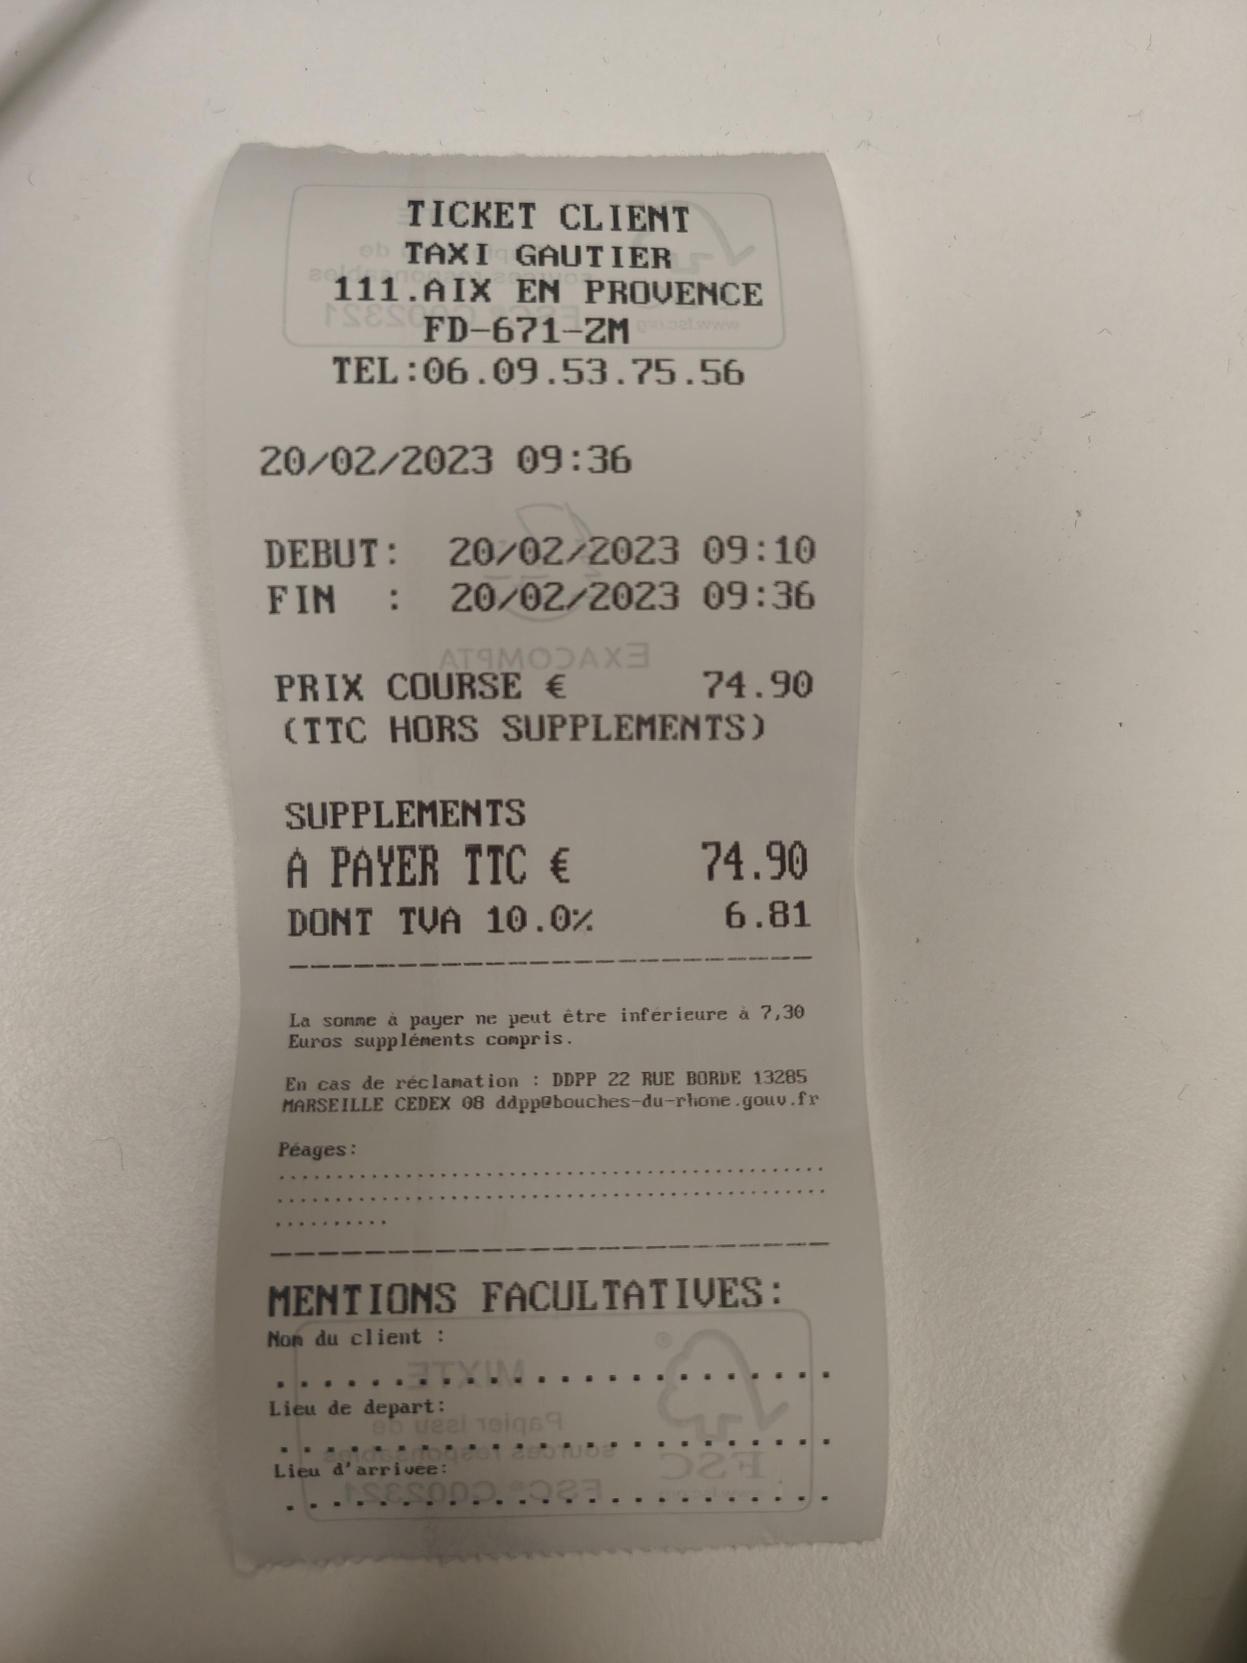 TICKET CLIENT
TAXI GAUTIER
111.AIX EN PROVENCE
FD-671-ZM
TEL:06.09.53.75.56
20/02/2023 09:36
DEBUT: 20/02/2023 09:10
FIN : 20/02/2023 09:36
EXACOMPTA
PRIX COURSE € 74.90
(TTC HORS SUPPLEMENTS)
SUPPLEMENTS
A PAYER TTC € 74.90
DONT TVA 10.0% 6.81
--------------------------
La somme à payer ne peut être inférieure à 7,30
Euros suppléments compris.
En cas de réclamation : DDPP 22 RUE BORDE 13285
MARSEILLE CEDEX 08 ddpp@bouches-du-rhone.gouv.fr
Péages:
...............................................
...............................................
..........
--------------------------
MENTIONS FACULTATIVES:
Nom du client :
........................
MIXTE
Lieu de depart:
Papier issu de
........................
sources responsables
FSC
Lieu d'arrivee:
FSC® C002321
........................